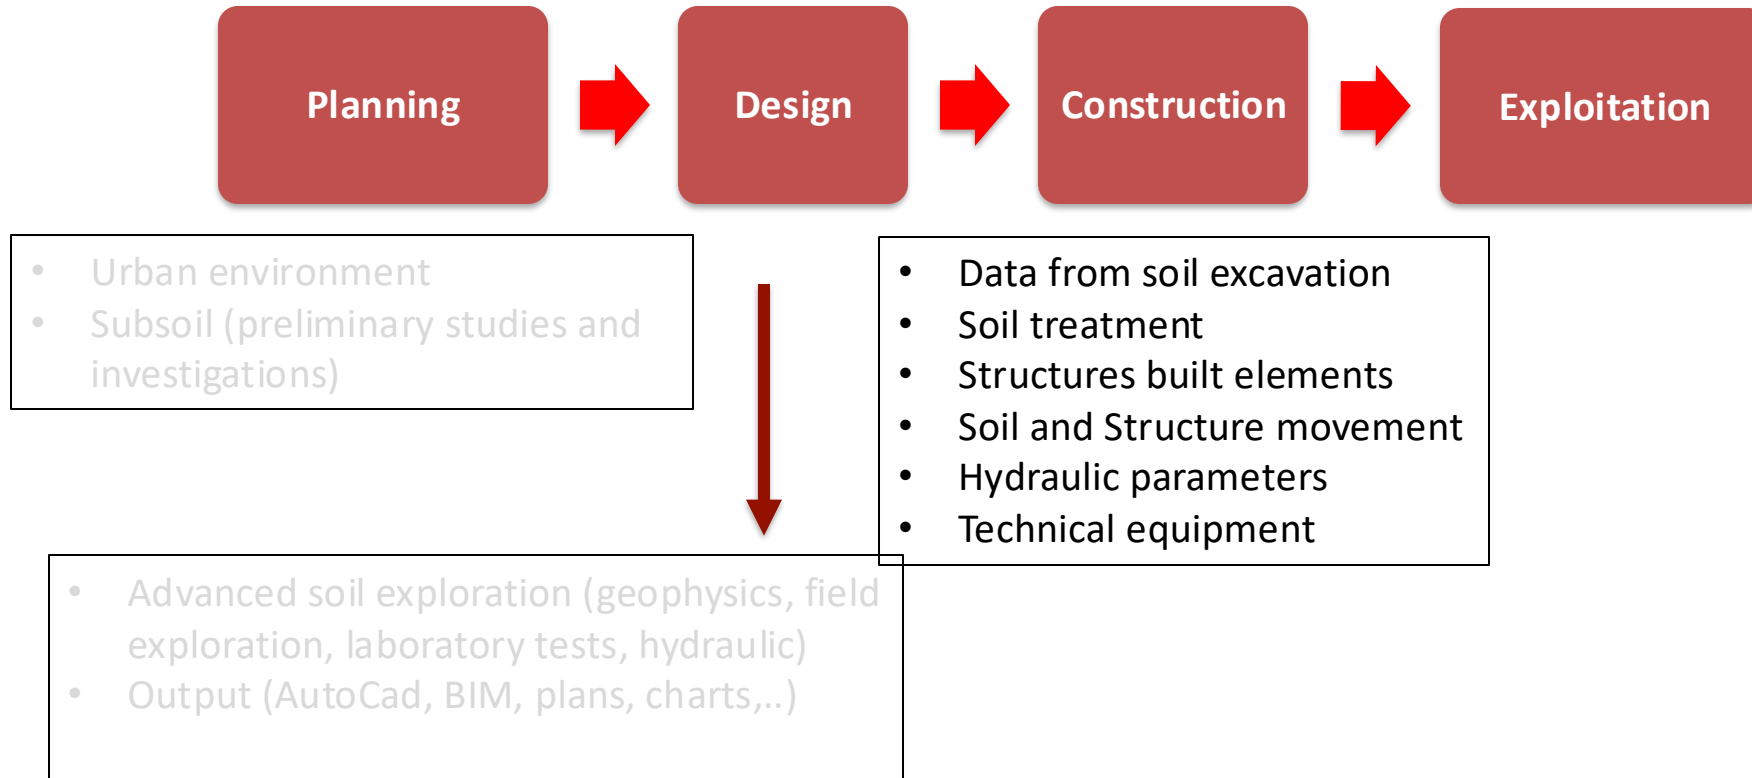 Planning
Design
Construction
Exploitation
• Urban environment
• Subsoil (preliminary studies and
investigations)
• Data from soil excavation
• Soil treatment
• Structures built elements
• Soil and Structure movement
• Hydraulic parameters
• Technical equipment
• Advanced soil exploration (geophysics, field
exploration, laboratory tests, hydraulic)
• Output (AutoCad, BIM, plans, charts,..)